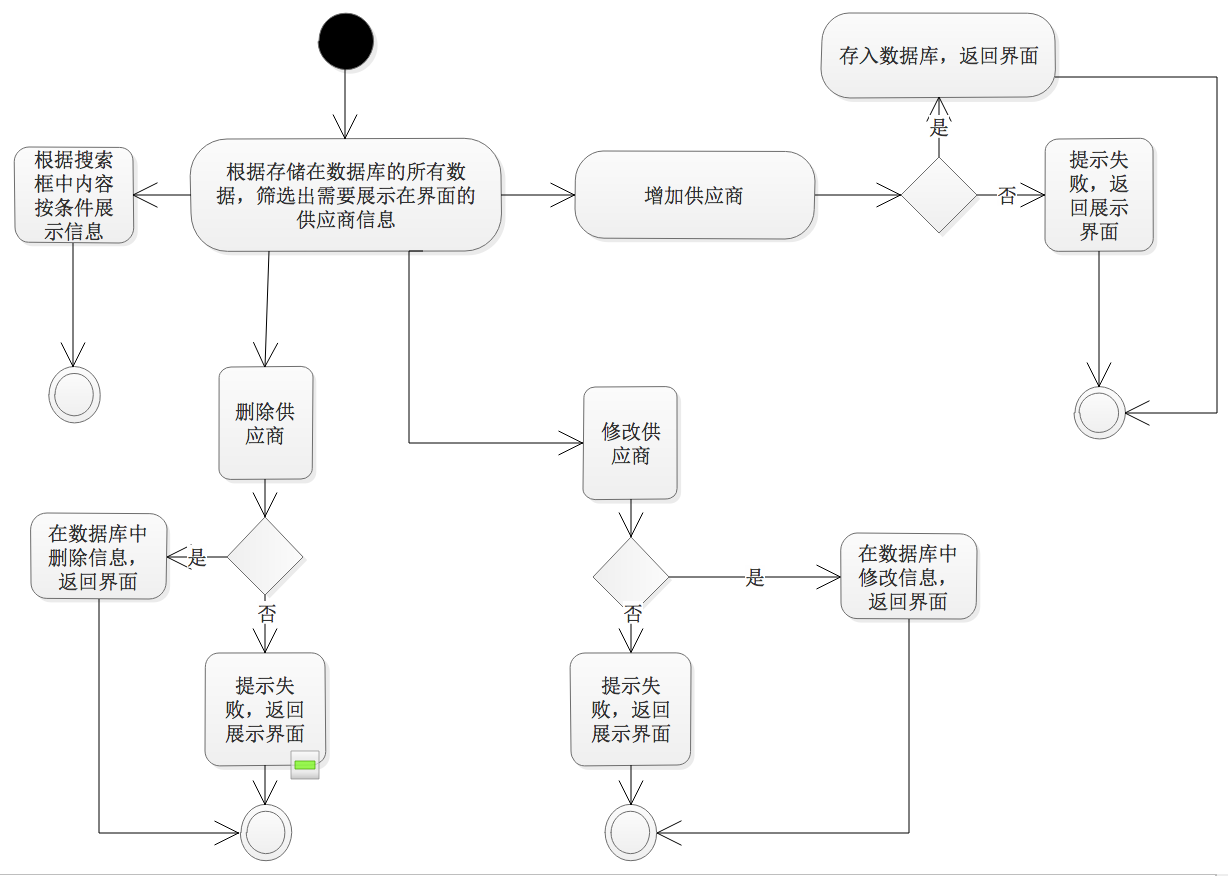 存入数据库，返回界面
是
根据搜索
框中内容
按条件展
示信息
根据存储在数据库的所有数
据，筛选出需要展示在界面的
供应商信息
增加供应商
否
提示失
败，返
回展示
界面
删除供
应商
修改供
应商
在数据库中
删除信息，
返回界面
是
否
是
在数据库中
修改信息，
返回界面
否
提示失
败，返回
展示界面
提示失
败，返回
展示界面